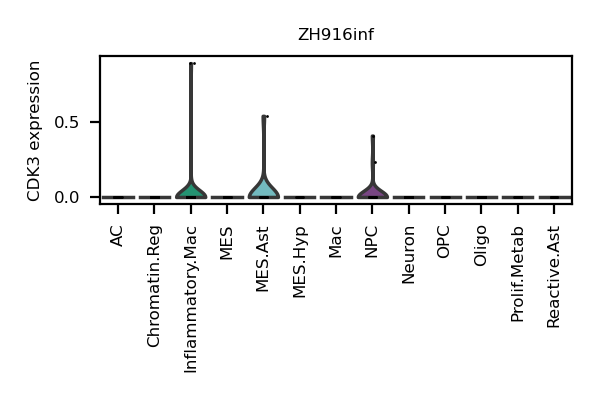 ZH916inf
CDK3 expression
0.5
0.0
AC
Chromatin.Reg
Inflammatory.Mac
MES
MES.Ast
MES.Hyp
Mac
NPC
Neuron
OPC
Oligo
Prolif.Metab
Reactive.Ast